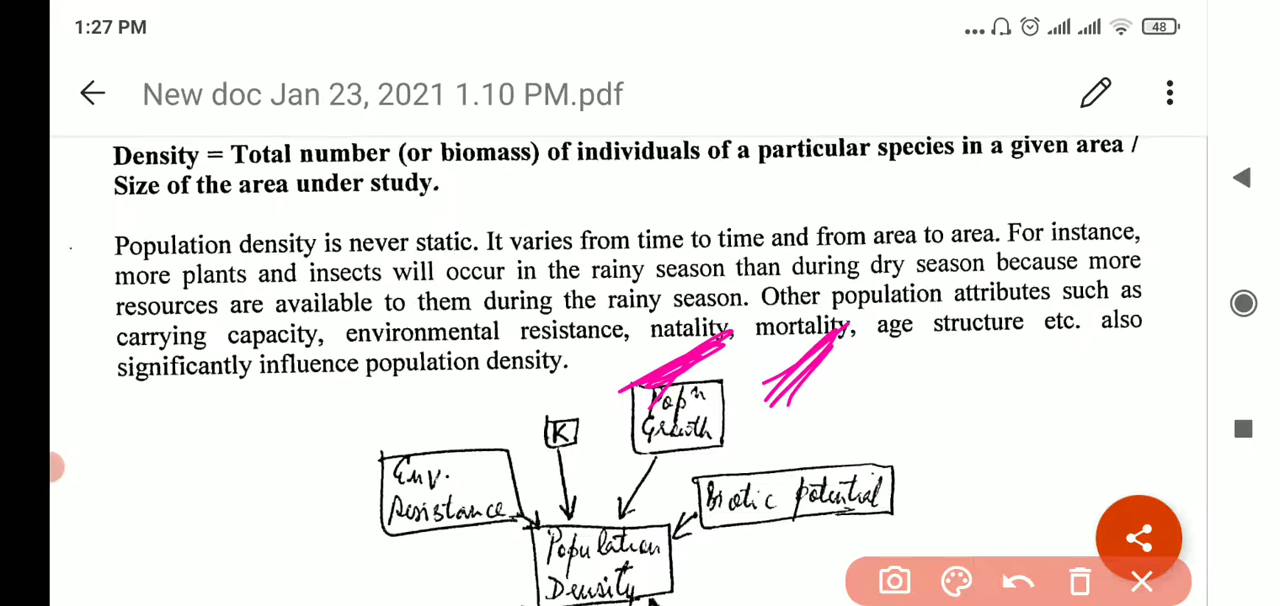 1:27 PM
48
New doc Jan 23, 2021 1.10 PM.pdf
Density = Total number (or biomass) of individuals of a particular species in a given area /
Size of the area under study.
Population density is never static. It varies from time to time and from area to area. For instance,
more plants and insects will occur in the rainy season than during dry season because more
resources are available to them during the rainy season. Other population attributes such as
carrying capacity, environmental resistance, natality, mortality, age structure etc. also
significantly influence population density.
Popn
Growth
K
Env.
Resistance
Biotic potential
Population
Density